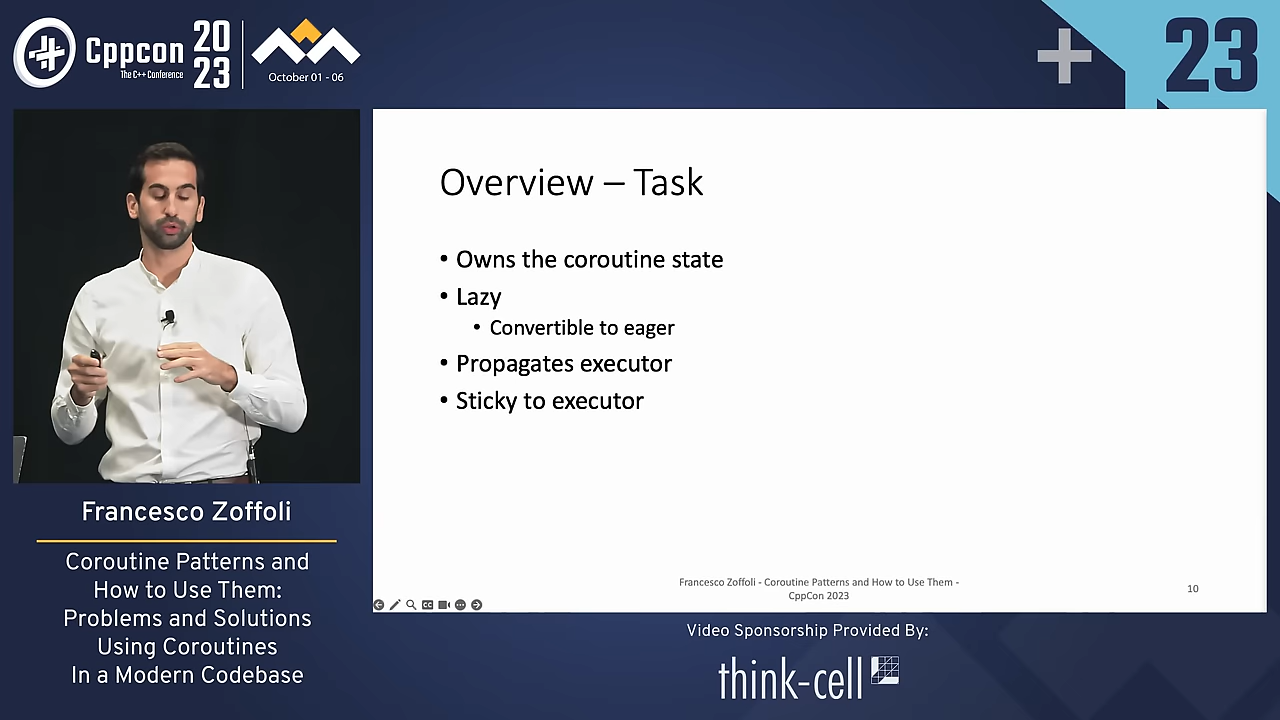 Cppcon
The C++ Conference
20
23
October 01 - 06
23
Overview – Task
• Owns the coroutine state
• Lazy
• Convertible to eager
• Propagates executor
• Sticky to executor
Francesco Zoffoli - Coroutine Patterns and How to Use Them -
CppCon 2023
10
CC
Francesco Zoffoli
Coroutine Patterns and
How to Use Them:
Problems and Solutions
Using Coroutines
In a Modern Codebase
Video Sponsorship Provided By:
think-cell